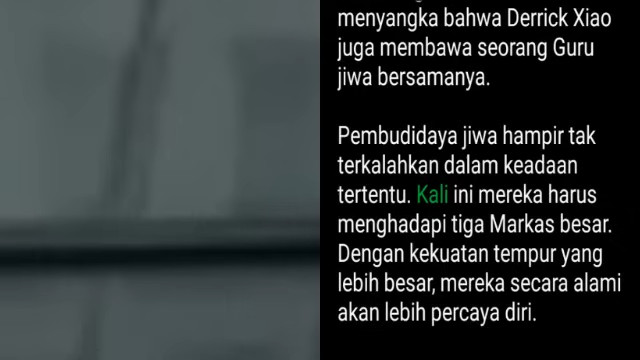 menyangka bahwa Derrick Xiao
juga membawa seorang Guru
jiwa bersamanya.
Pembudidaya jiwa hampir tak
terkalahkan dalam keadaan
tertentu. Kali ini mereka harus
menghadapi tiga Markas besar.
Dengan kekuatan tempur yang
lebih besar, mereka secara alami
akan lebih percaya diri.